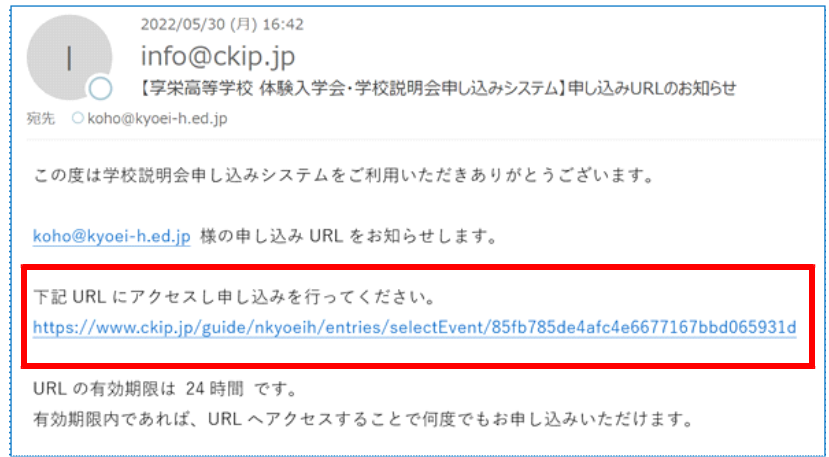 2022/05/30 (月) 16:42
I
info@ckip.jp
【享栄高等学校 体験入学会・学校説明会申し込みシステム】申し込みURLのお知らせ
宛先 koho@kyoei-h.ed.jp
この度は学校説明会申し込みシステムをご利用いただきありがとうございます。
koho@kyoei-h.ed.jp 様の申し込み URL をお知らせします。
下記 URL にアクセスし申し込みを行ってください。
https://www.ckip.jp/guide/nkyoeih/entries/selectEvent/85fb785de4afc4e6677167bbd065931d
URL の有効期限は 24 時間 です。
有効期限内であれば、URL へアクセスすることで何度でもお申し込みいただけます。